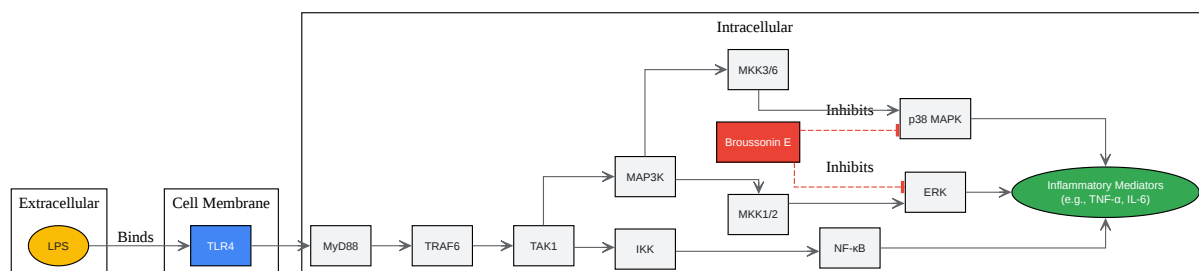 Intracellular
MKK3/6
Inhibits
p38 MAPK
Broussonin E
Inhibits
MAP3K
MKK1/2
ERK
Inflammatory Mediators
(e.g., TNF-α, IL-6)
Extracellular
Cell Membrane
LPS
Binds
TLR4
MyD88
TRAF6
TAK1
IKK
NF-κB